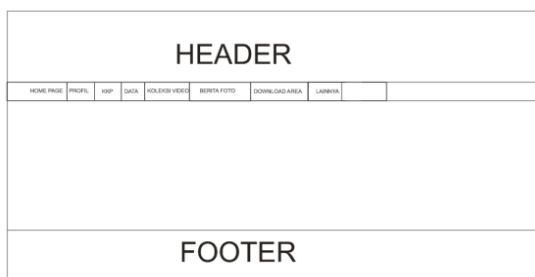 HEADER
HOME PAGE PROFIL KKP DATA KOLEKSI VIDEO BERITA FOTO DOWNLOAD AREA LAINNYA
FOOTER